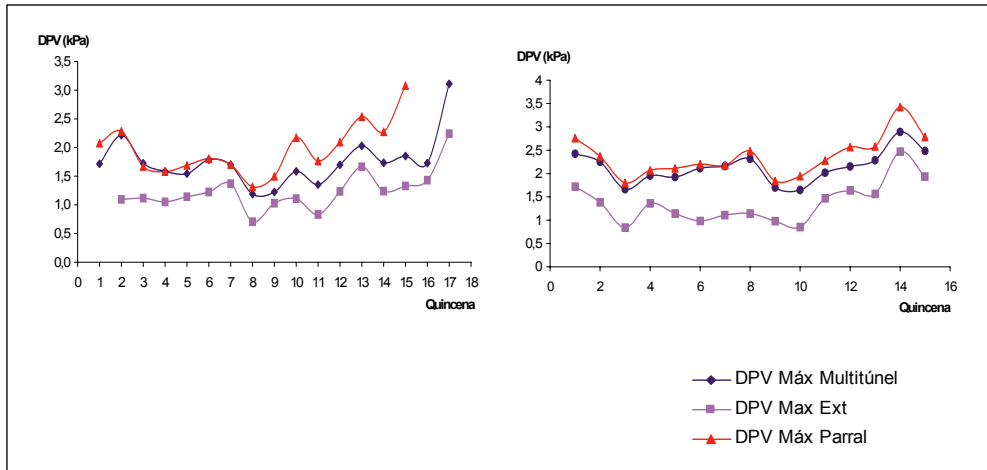 DPV (kPa)
3,5
3,0
2,5
2,0
1,5
1,0
0,5
0,0
0 1 2 3 4 5 6 7 8 9 10 11 12 13 14 15 16 17 18
Quincena
DPV (kPa)
4
3,5
3
2,5
2
1,5
1
0,5
0
0 2 4 6 8 10 12 14 16
Quincena
DPV Máx Multitúnel
DPV Max Ext
DPV Máx Parral